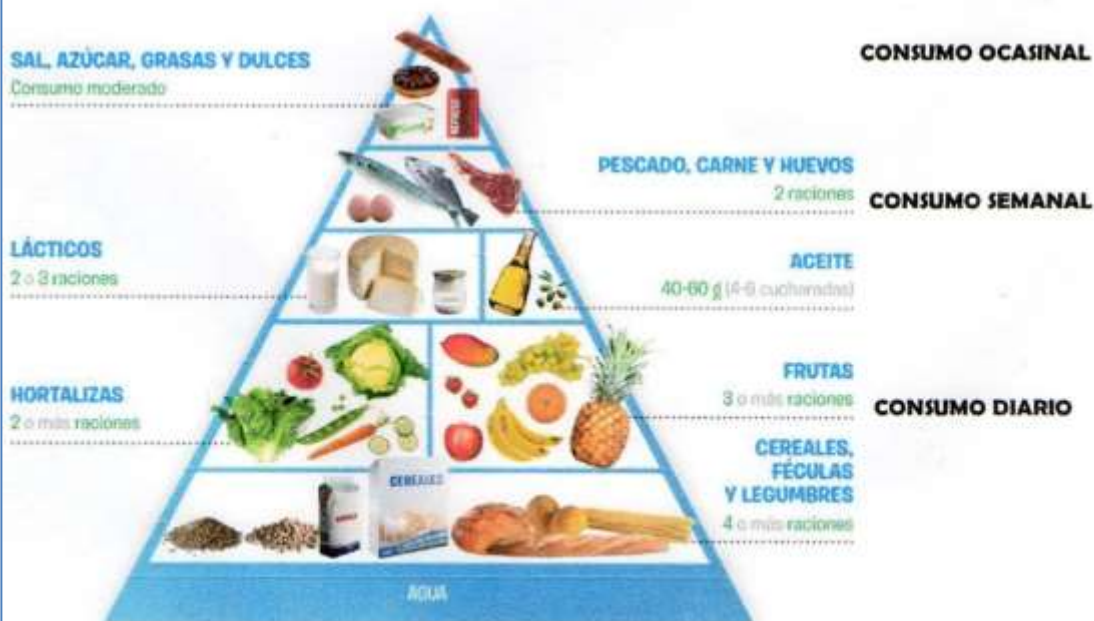 CONSUMO OCASINAL
SAL, AZÚCAR, GRASAS Y DULCES
Consumo moderado
PESCADO, CARNE Y HUEVOS
2 raciones
CONSUMO SEMANAL
LÁCTICOS
2 o 3 raciones
ACEITE
40-60 g (4-6 cucharadas)
HORTALIZAS
2 o más raciones
FRUTAS
3 o más raciones
CONSUMO DIARIO
CEREALES,
FÉCULAS
Y LEGUMBRES
4 o más raciones
CEREALES
AGUA